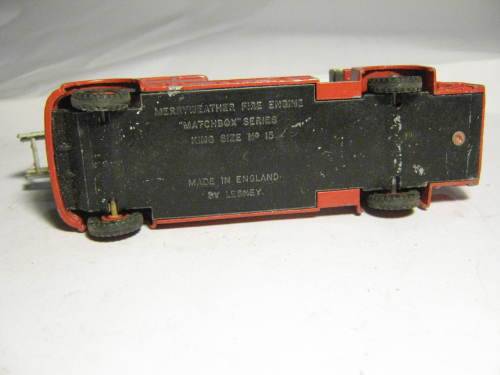 MERRYWEATHER FIRE ENGINE
"MATCHBOX" SERIES
KING SIZE Nº 15
MADE IN ENGLAND
BY LESNEY.